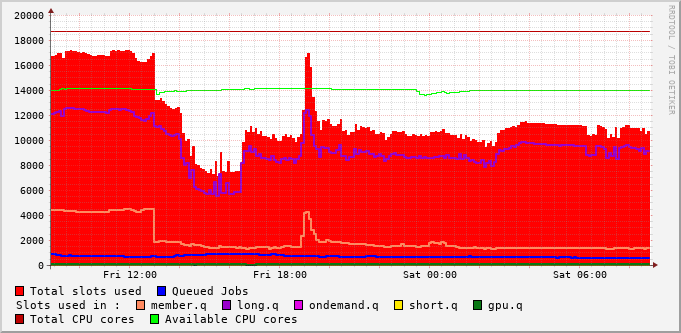 20000
18000
16000
14000
12000
10000
8000
6000
4000
2000
0
Fri 12:00 Fri 18:00 Sat 00:00 Sat 06:00
RRDTOOL / TOBI OETIKER
Total slots used Queued Jobs
Slots used in : member.q long.q ondemand.q short.q gpu.q
Total CPU cores Available CPU cores